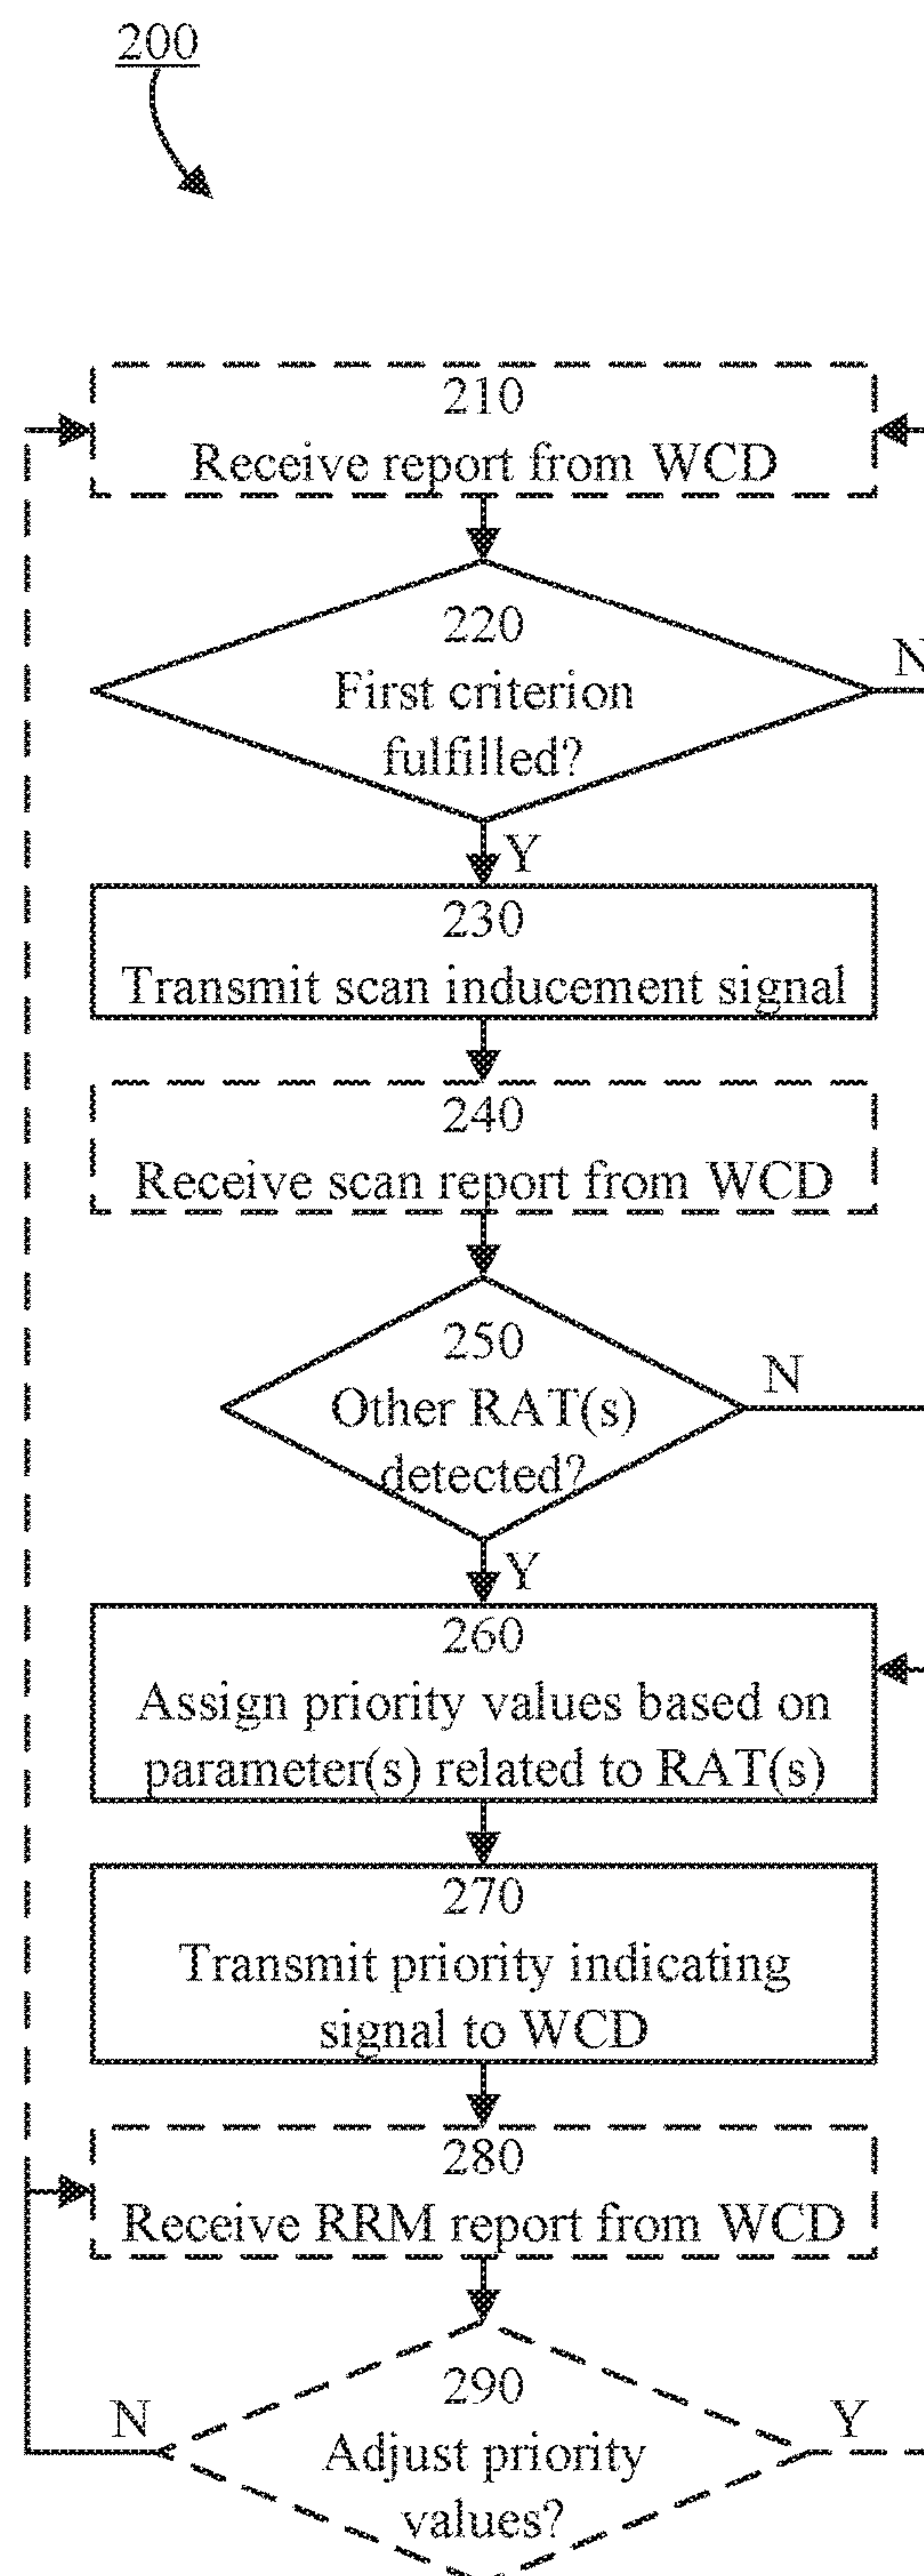 200
210
Receive report from WCD
220
N
First criterion
fulfilled?
Y
230
Transmit scan inducement signal
240
Receive scan report from WCD
250
N
Other RAT(s)
detected?
Y
260
Assign priority values based on
parameter(s) related to RAT(s)
270
Transmit priority indicating
signal to WCD
280
Receive RRM report from WCD
290
N
Y
Adjust priority
values?